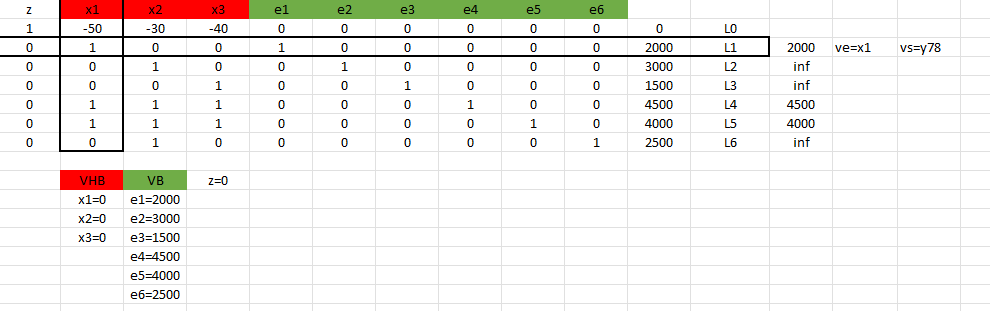 z x1 x2 x3 e1 e2 e3 e4 e5 e6
1 -50 -30 -40 0 0 0 0 0 0 0 L0
0 1 0 0 1 0 0 0 0 0 2000 L1 2000 ve=x1 vs=y78
0 0 1 0 0 1 0 0 0 0 3000 L2 inf
0 0 0 1 0 0 1 0 0 0 1500 L3 inf
0 1 1 1 0 0 0 1 0 0 4500 L4 4500
0 1 1 1 0 0 0 0 1 0 4000 L5 4000
0 0 1 0 0 0 0 0 0 1 2500 L6 inf
VHB VB z=0
x1=0 e1=2000
x2=0 e2=3000
x3=0 e3=1500
e4=4500
e5=4000
e6=2500